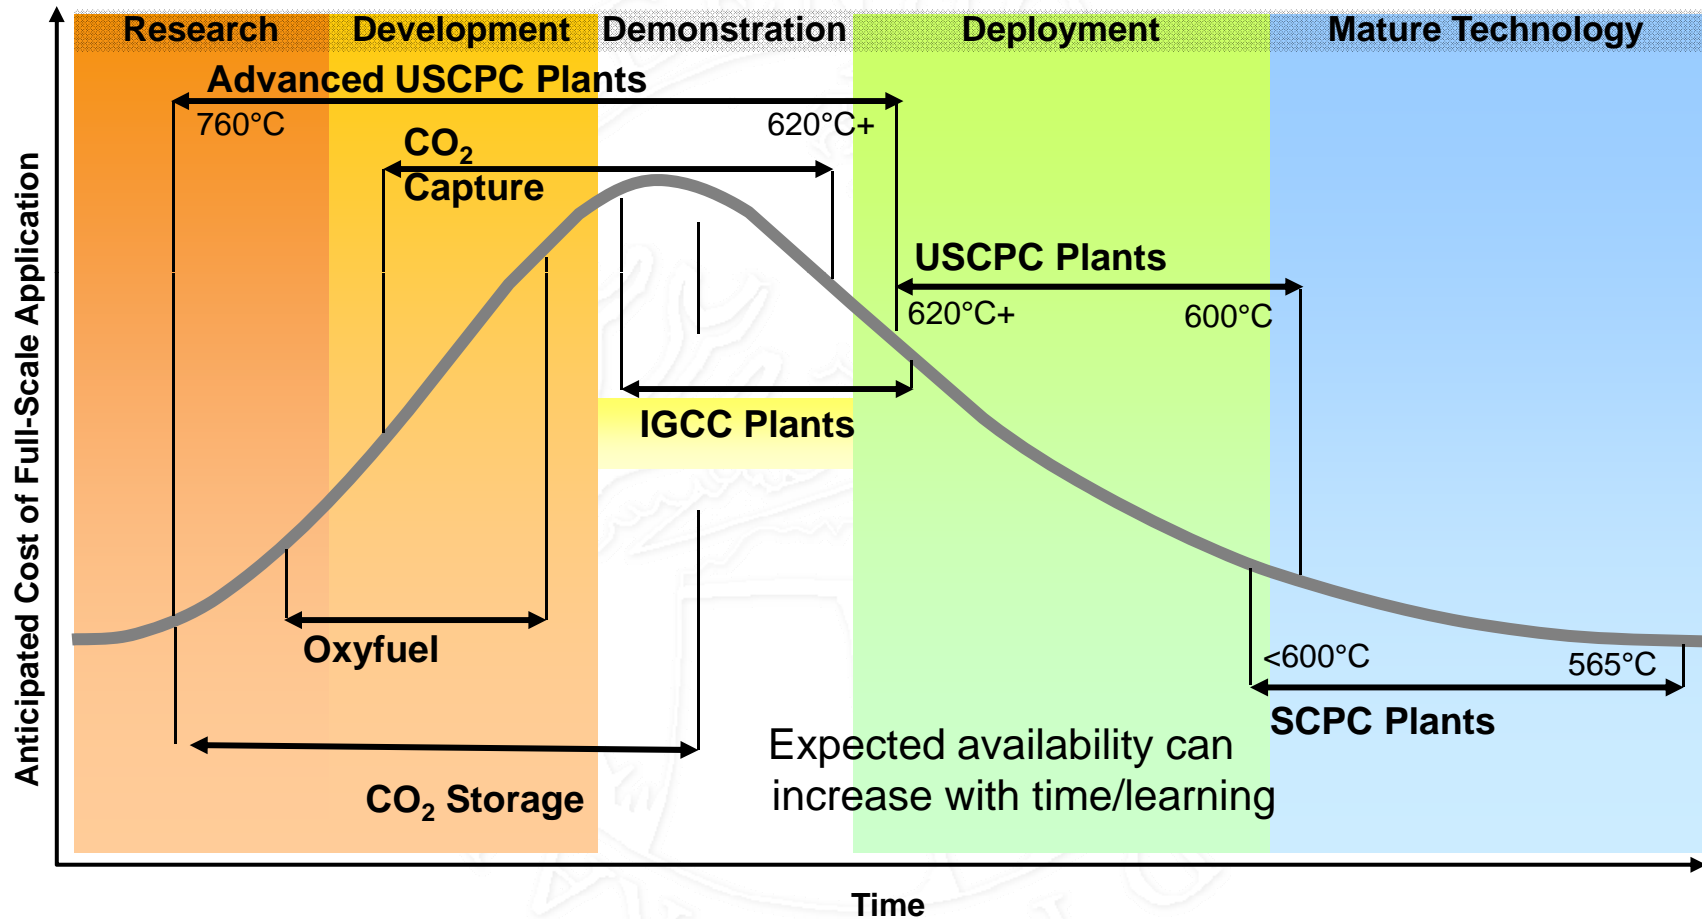 Research Development Demonstration Deployment Mature Technology
Advanced USCPC Plants
760°C 620°C+
CO₂
Capture
USCPC Plants
620°C+ 600°C
IGCC Plants
Oxyfuel
<600°C 565°C
SCPC Plants
CO₂ Storage
Expected availability can
increase with time/learning
Anticipated Cost of Full-Scale Application
Time